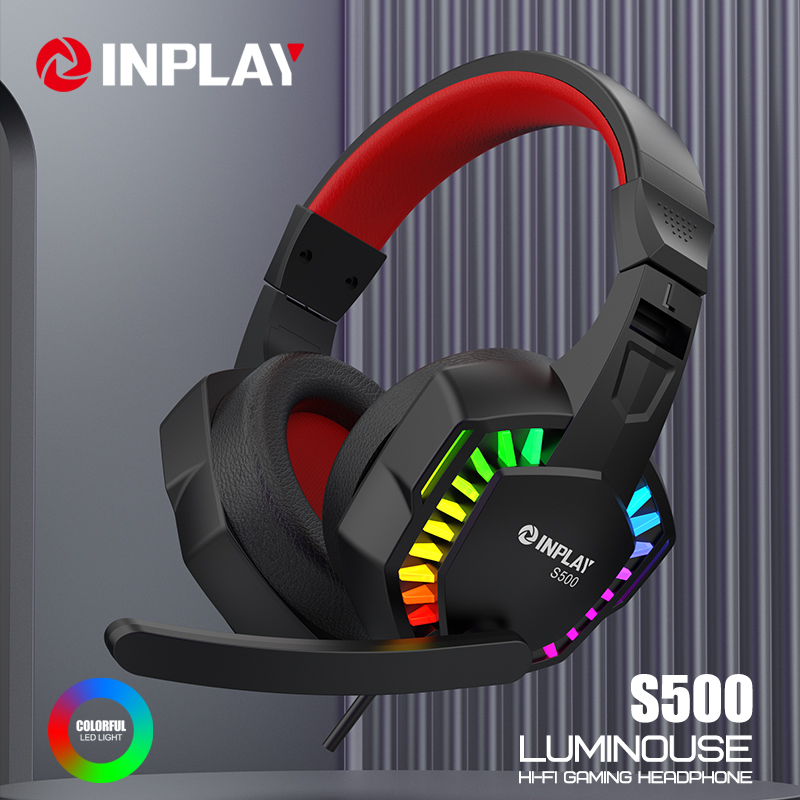 INPLAY
L
INPLAY
S500
COLORFUL
LED LIGHT
S500
LUMINOUSE
HI-FI GAMING HEADPHONE